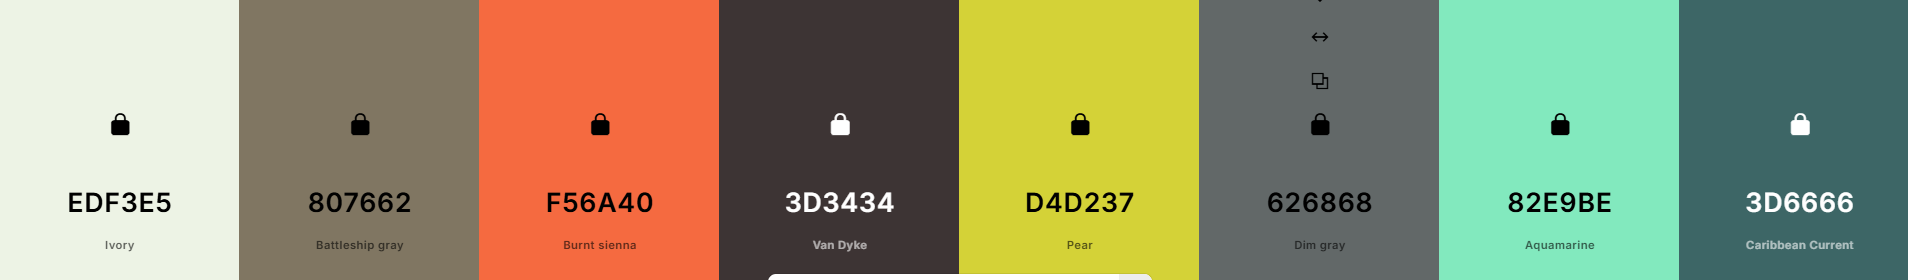 EDF3E5
Ivory
807662
Battleship gray
F56A40
Burnt sienna
3D3434
Van Dyke
D4D237
Pear
626868
Dim gray
82E9BE
Aquamarine
3D6666
Caribbean Current